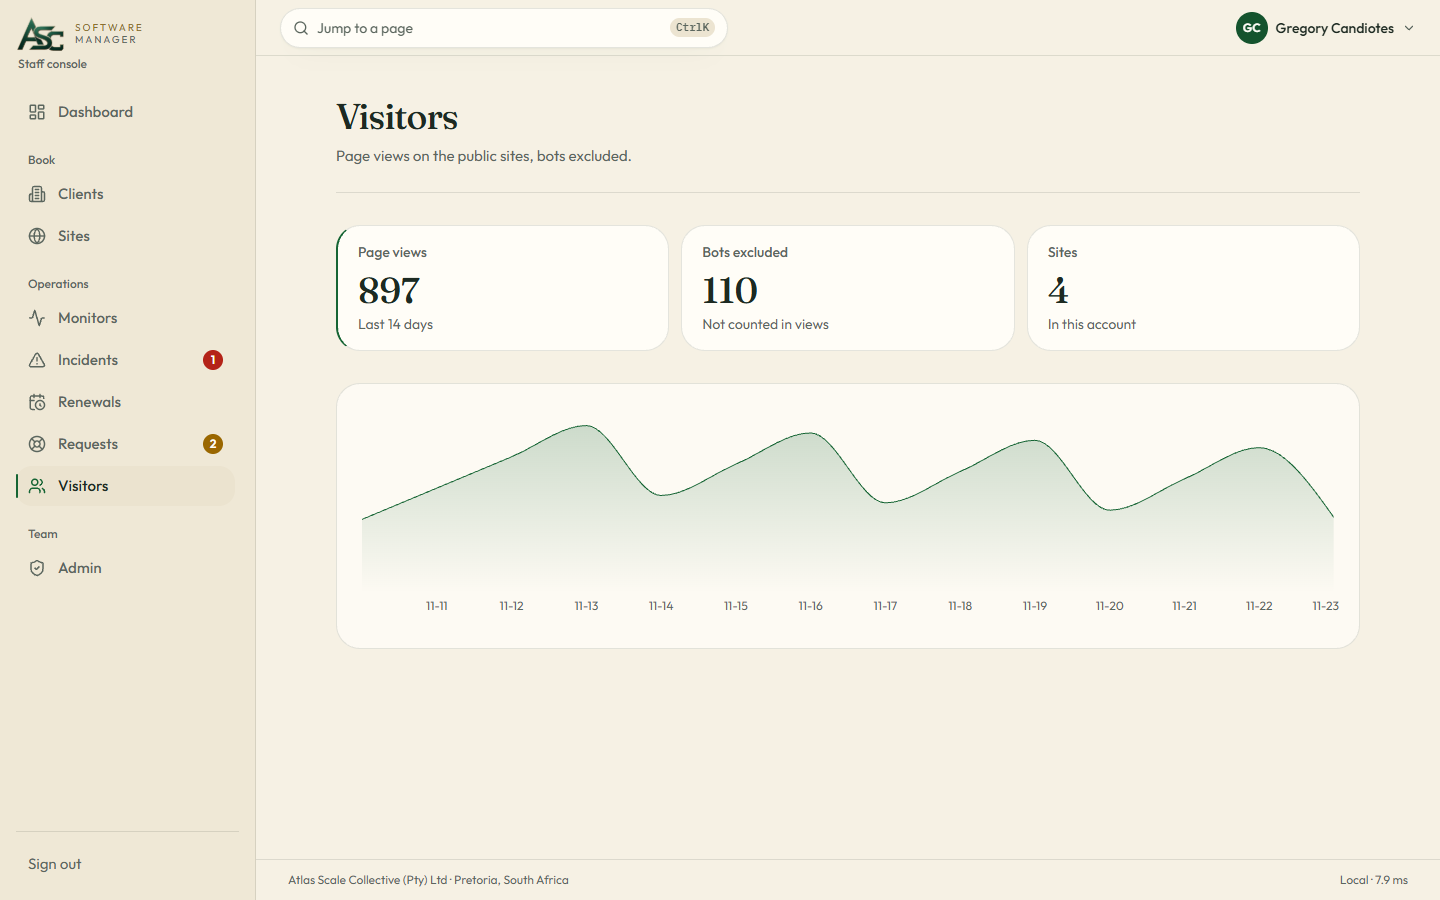 ASC SOFTWARE
MANAGER
Staff console
Dashboard
Book
Clients
Sites
Operations
Monitors
Incidents 1
Renewals
Requests 2
Visitors
Team
Admin
Sign out
Jump to a page CtrlK
GC Gregory Candiotes
Visitors
Page views on the public sites, bots excluded.
Page views
897
Last 14 days
Bots excluded
110
Not counted in views
Sites
4
In this account
11-11 11-12 11-13 11-14 11-15 11-16 11-17 11-18 11-19 11-20 11-21 11-22 11-23
Atlas Scale Collective (Pty) Ltd · Pretoria, South Africa
Local · 7.9 ms